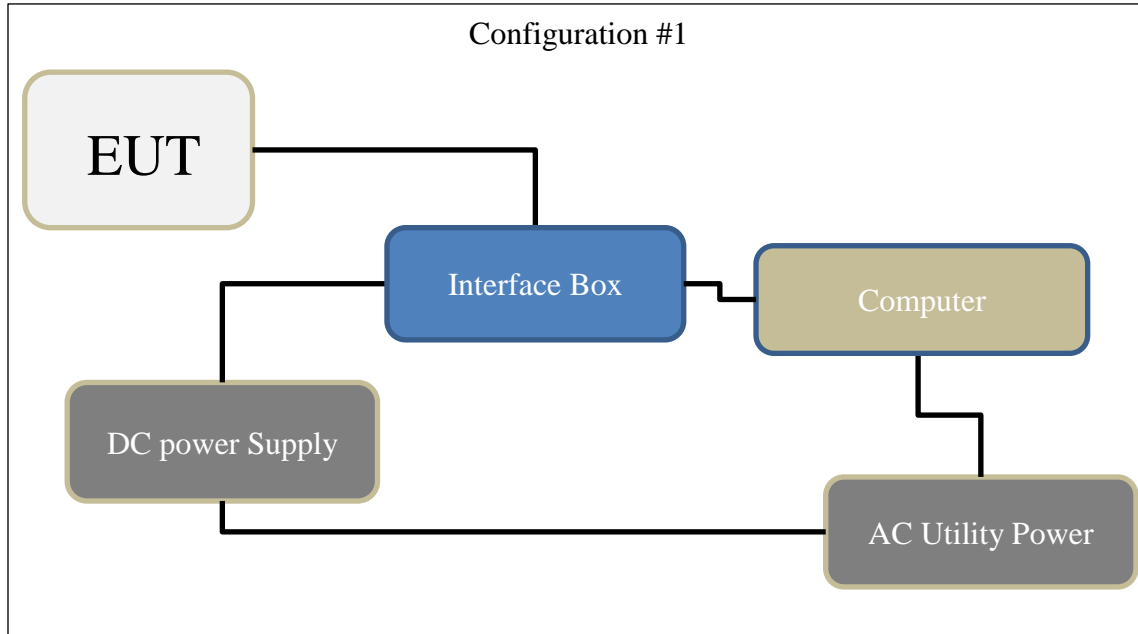 Configuration #1
EUT
Interface Box
Computer
DC power Supply
AC Utility Power